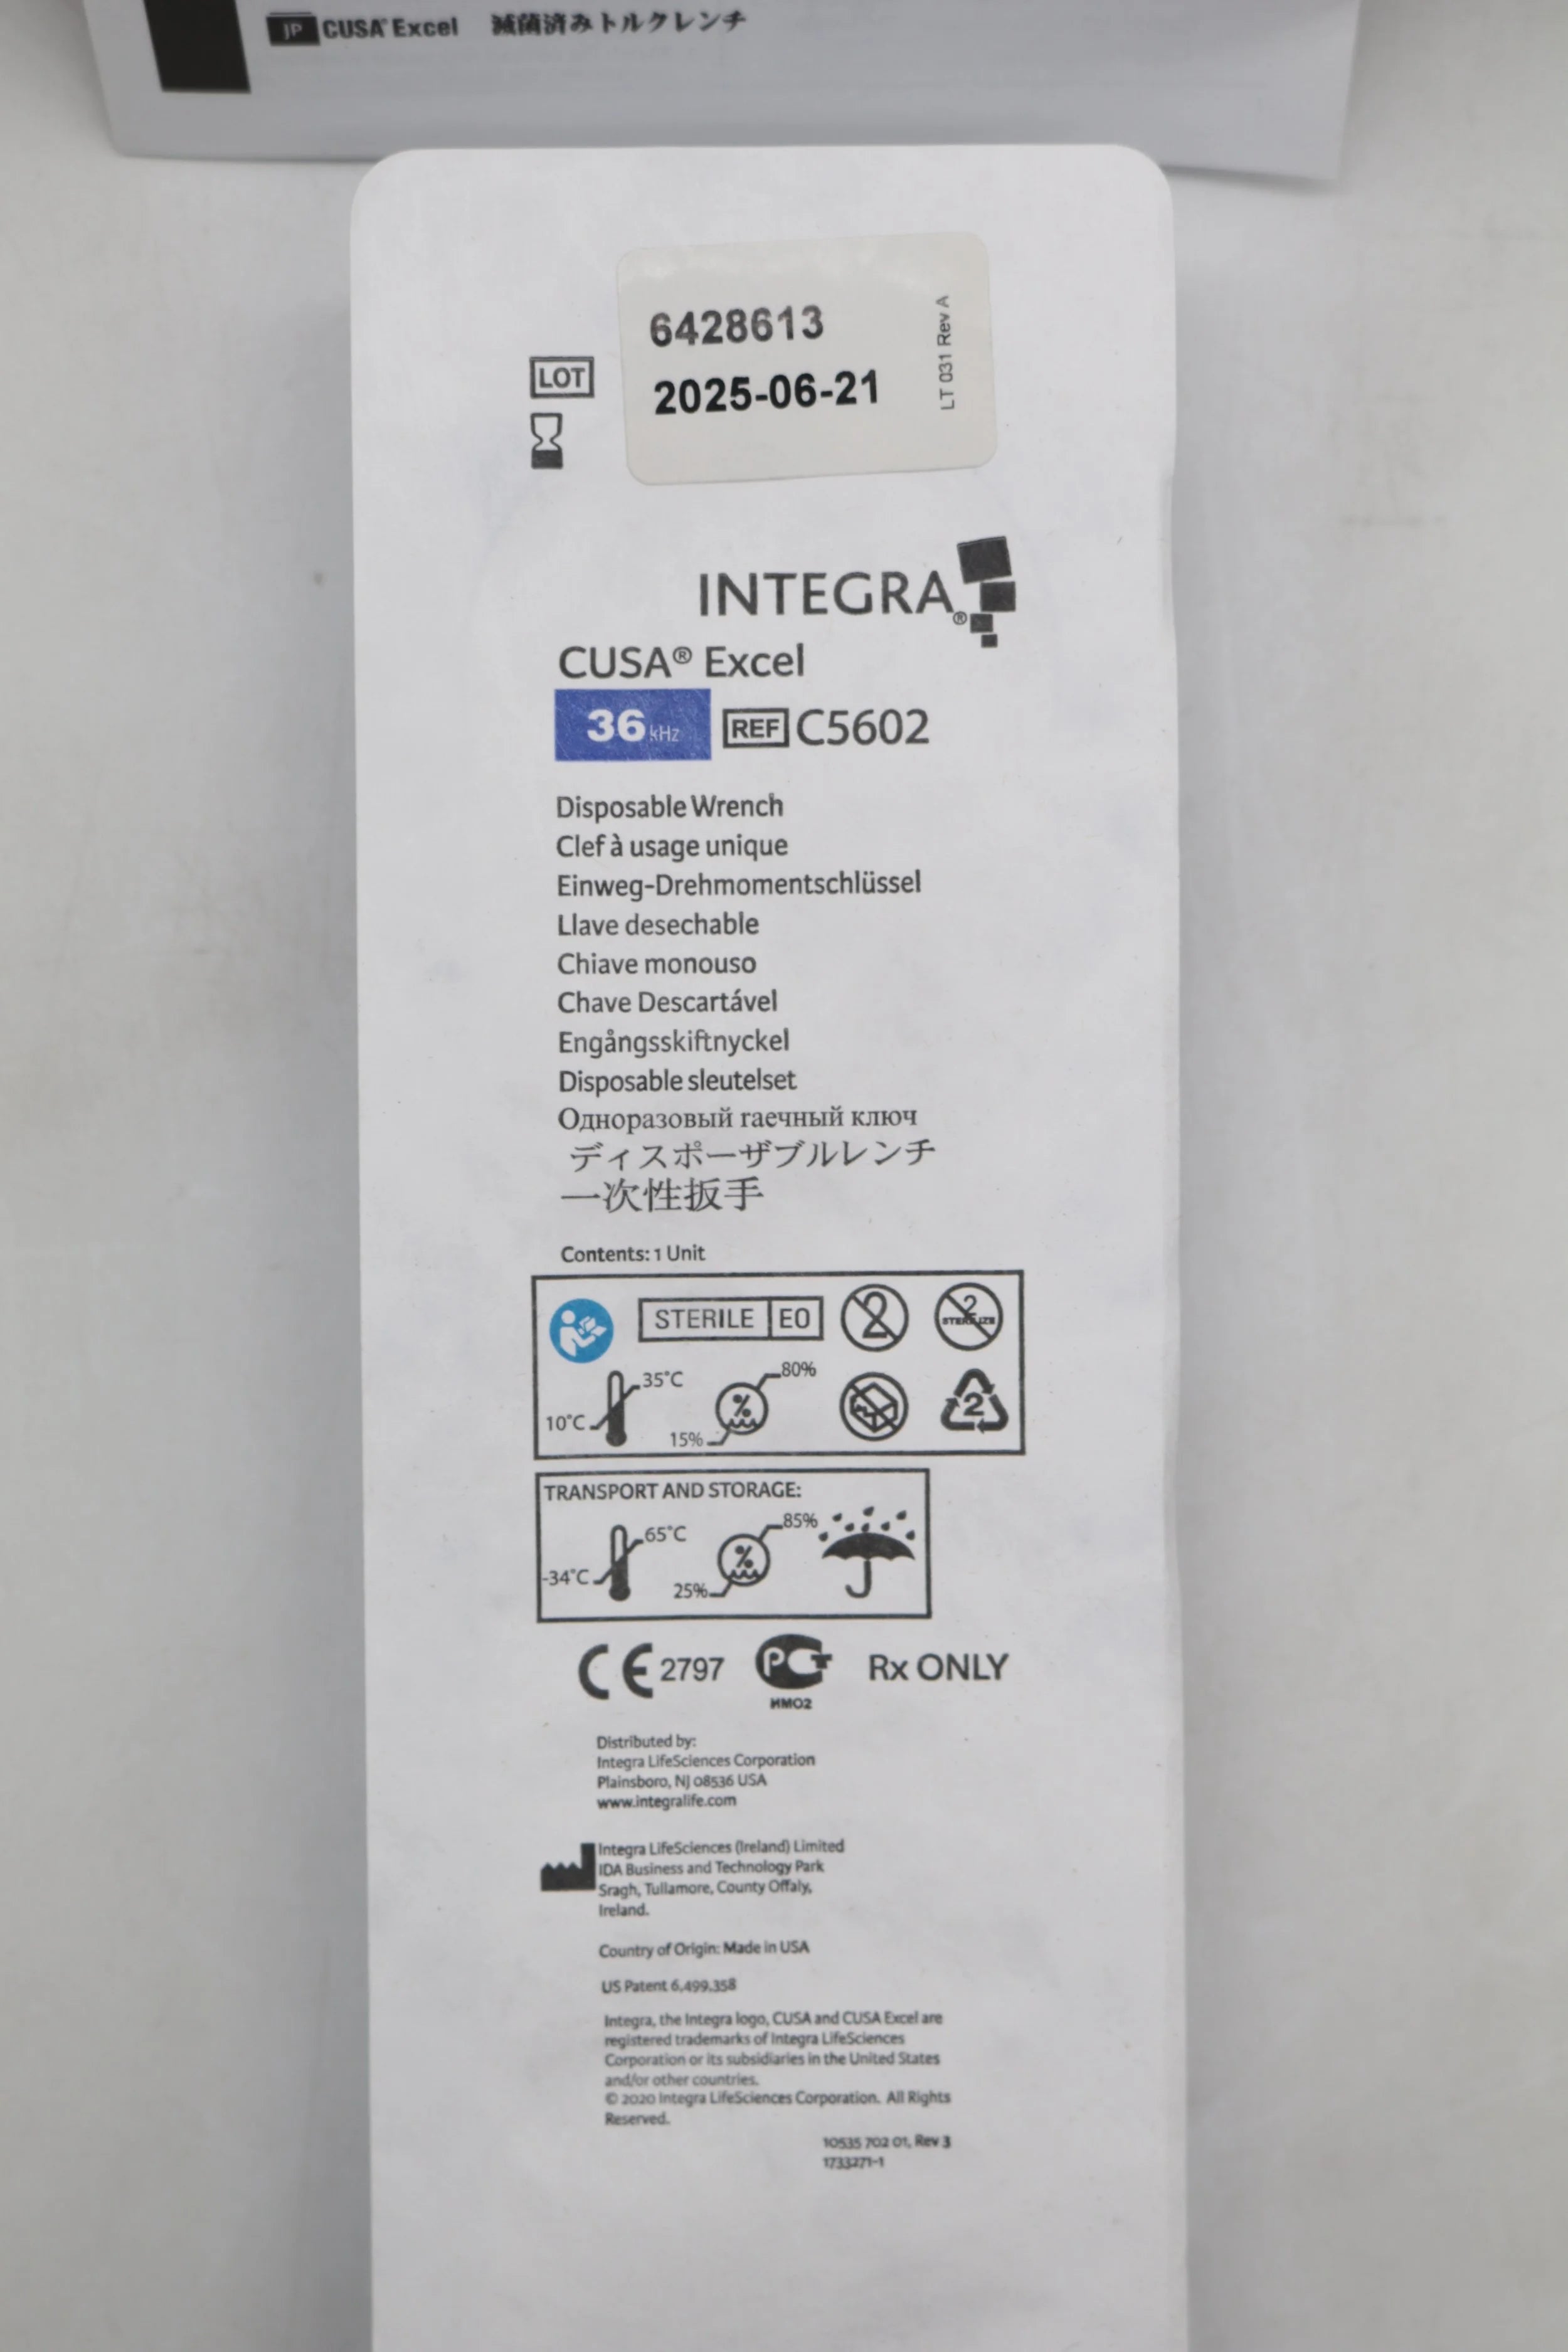 JP CUSA® Excel 滅菌済みトルクレンチ
6428613
LT 031 Rev A
LOT
2025-06-21
INTEGRA®
CUSA® Excel
36 kHz REF C5602
Disposable Wrench
Clef à usage unique
Einweg-Drehmomentschlüssel
Llave desechable
Chiave monouso
Chave Descartável
Engångsskiftnyckel
Disposable sleutelset
Одноразовый гаечный ключ
ディスポーザブルレンチ
一次性扳手
Contents: 1 Unit
STERILE EO 2 2 STERILIZE
35°C 80%
10°C % 2
15%
TRANSPORT AND STORAGE:
65°C 85%
-34°C %
25%
CE 2797 РСТ Rx ONLY
ИМ02
Distributed by:
Integra LifeSciences Corporation
Plainsboro, NJ 08536 USA
www.integralife.com
Integra LifeSciences (Ireland) Limited
IDA Business and Technology Park
Sragh, Tullamore, County Offaly,
Ireland.
Country of Origin: Made in USA
US Patent 6,499,358
Integra, the Integra logo, CUSA and CUSA Excel are
registered trademarks of Integra LifeSciences
Corporation or its subsidiaries in the United States
and/or other countries.
© 2020 Integra LifeSciences Corporation. All Rights
Reserved.
10535 702 01, Rev 3
1733271-1